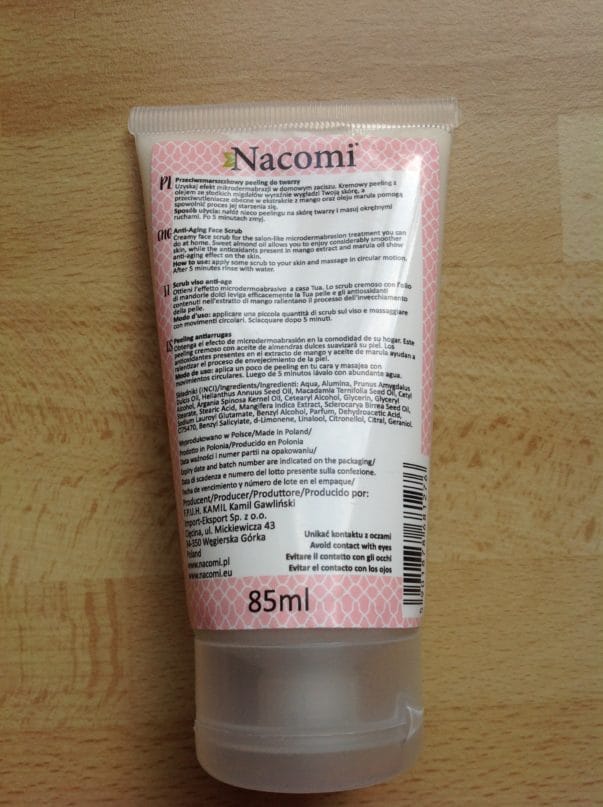 Nacomi
PL
Przeciwzmarszczkowy peeling do twarzy
Uzyskaj efekt mikrodermabrazji w domowym zaciszu. Kremowy peeling z
olejem ze słodkich migdałów wyraźnie wygładzi Twoją skórę, a
przeciwutleniacze obecne w ekstrakcie z mango oraz oleju marula pomogą
spowolnić proces jej starzenia się.
Sposób użycia: nałóż nieco peelingu na skórę twarzy i masuj okrężnymi
ruchami. Po 5 minutach zmyj.
Anti-Aging Face Scrub
Creamy face scrub for the salon-like microdermabrasion treatment you can
do at home. Sweet almond oil allows you to enjoy considerably smoother
skin, while the antioxidants present in mango extract and marula oil show
anti-aging effect on the skin.
How to use: apply some scrub to your skin and massage in circular motion.
After 5 minutes rinse with water.
Scrub viso anti-age
Ottieni l'effetto microdermoabrasivo a casa Tua. Lo scrub cremoso con l'olio
di mandorle dolci leviga efficacemente la Tua pelle e gli antiossidanti
contenuti nell'estratto di mango rallentano il processo dell'invecchiamento
della pelle.
Modo d'uso: applicare una piccola quantità di scrub sul viso e massaggiare
con movimenti circolari. Sciacquare dopo 5 minuti.
ES
Peeling antiarrugas
Obtenga el efecto de microdermoabrasión en la comodidad de su hogar. Este
peeling cremoso con aceite de almendras dulces suavizará su piel. Los
antioxidantes presentes en el extracto de mango y aceite de marula ayudan a
ralentizar el proceso de envejecimiento de la piel.
Modo de uso: aplica un poco de peeling en tu cara y masajea con
movimientos circulares. Luego de 5 minutos lávalo con abundante agua.
Składniki (INCI)/Ingredients/Ingredienti: Aqua, Alumina, Prunus Amygdalus
Dulcis Oil, Helianthus Annuus Seed Oil, Macadamia Ternifolia Seed Oil, Cetyl
Alcohol, Argania Spinosa Kernel Oil, Cetearyl Alcohol, Glycerin, Glyceryl
Stearate, Stearic Acid, Mangifera Indica Extract, Sclerocarya Birrea Seed Oil,
Sodium Lauroyl Glutamate, Benzyl Alcohol, Parfum, Dehydroacetic Acid,
CI75470, Benzyl Salicylate, d-Limonene, Linalool, Citronellol, Citral, Geraniol.
Wyprodukowano w Polsce/Made in Poland/
Prodotto in Polonia/Producido en Polonia
Data ważności i numer partii na opakowaniu/
Expiry date and batch number are indicated on the packaging/
Data di scadenza e numero del lotto presente sulla confezione.
Fecha de vencimiento y número de lote en el empaque/
Producent/Producer/Produttore/Producido por:
F.P.U.H. KAMIL Kamil Gawliński
Import-Eksport Sp. z o.o.
Cięcina, ul. Mickiewicza 43
34-350 Węgierska Górka
Poland
www.nacomi.pl
www.nacomi.eu
Unikać kontaktu z oczami
Avoid contact with eyes
Evitare il contatto con gli occhi
Evitar el contacto con los ojos
85ml